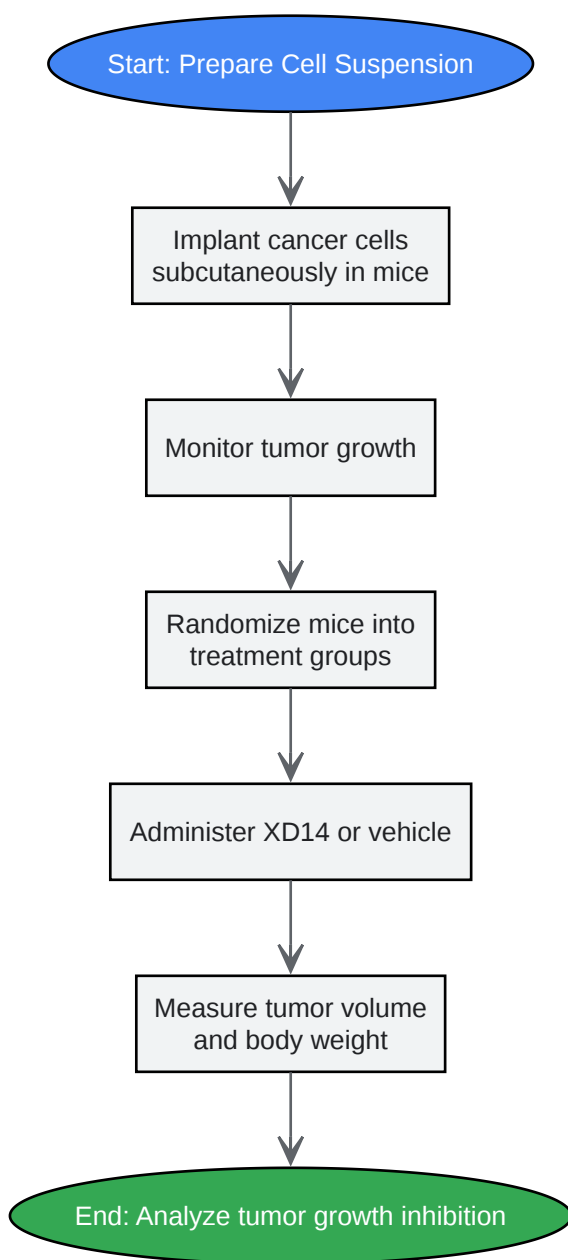 Start: Prepare Cell Suspension
Implant cancer cells
subcutaneously in mice
Monitor tumor growth
Randomize mice into
treatment groups
Administer XD14 or vehicle
Measure tumor volume
and body weight
End: Analyze tumor growth inhibition